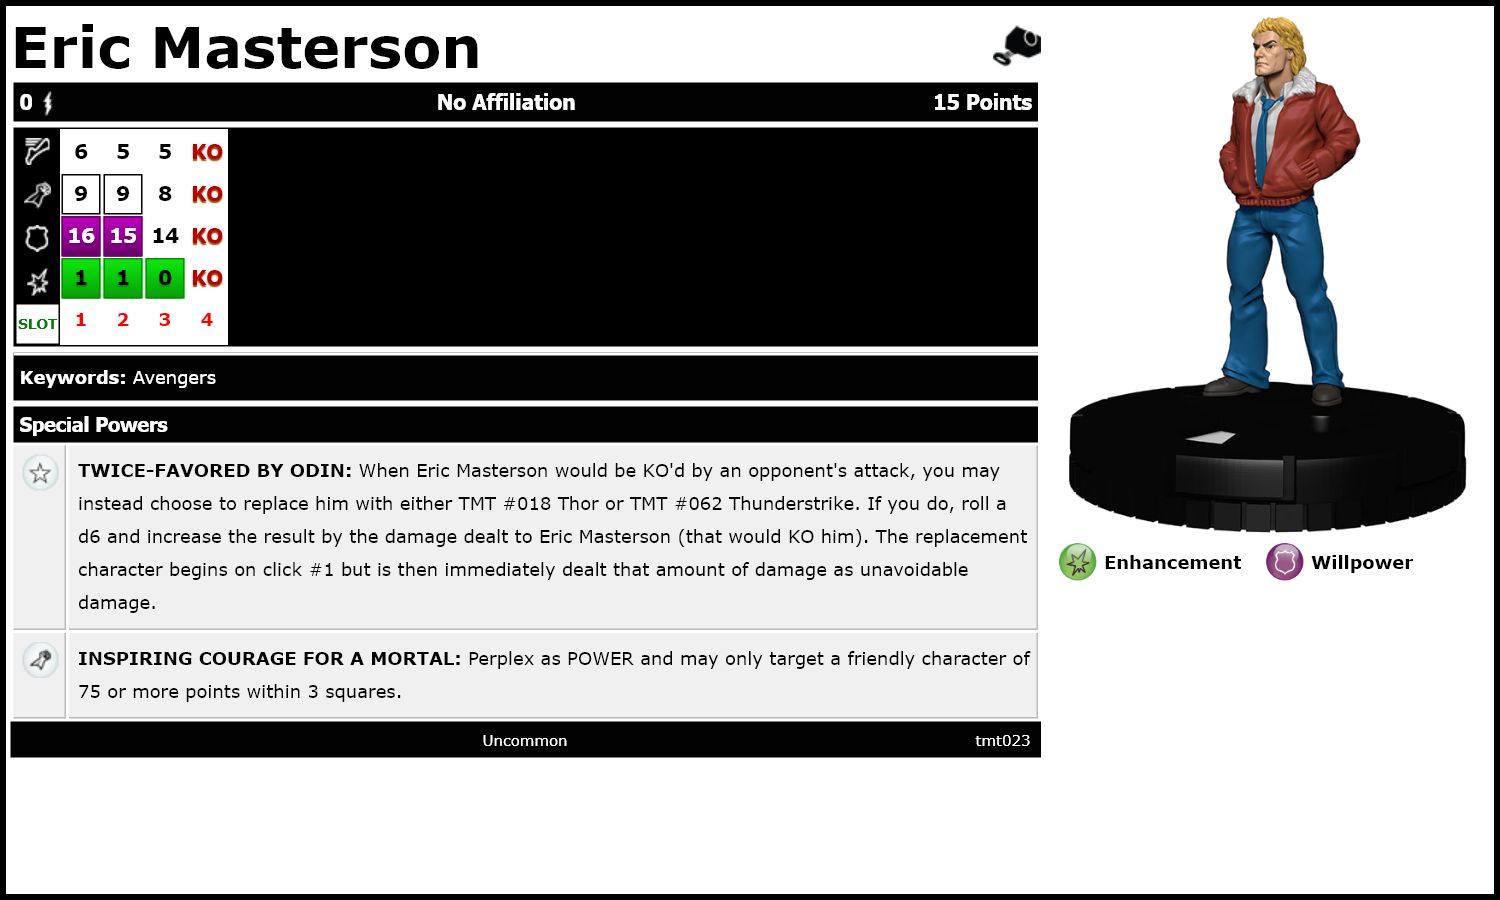 Eric Masterson
0 No Affiliation 15 Points
6 5 5 KO
9 9 8 KO
16 15 14 KO
1 1 0 KO
SLOT 1 2 3 4
Keywords: Avengers
Special Powers
TWICE-FAVORED BY ODIN: When Eric Masterson would be KO'd by an opponent's attack, you may
instead choose to replace him with either TMT #018 Thor or TMT #062 Thunderstrike. If you do, roll a
d6 and increase the result by the damage dealt to Eric Masterson (that would KO him). The replacement
character begins on click #1 but is then immediately dealt that amount of damage as unavoidable
damage.
INSPIRING COURAGE FOR A MORTAL: Perplex as POWER and may only target a friendly character of
75 or more points within 3 squares.
Uncommon tmt023
Enhancement Willpower